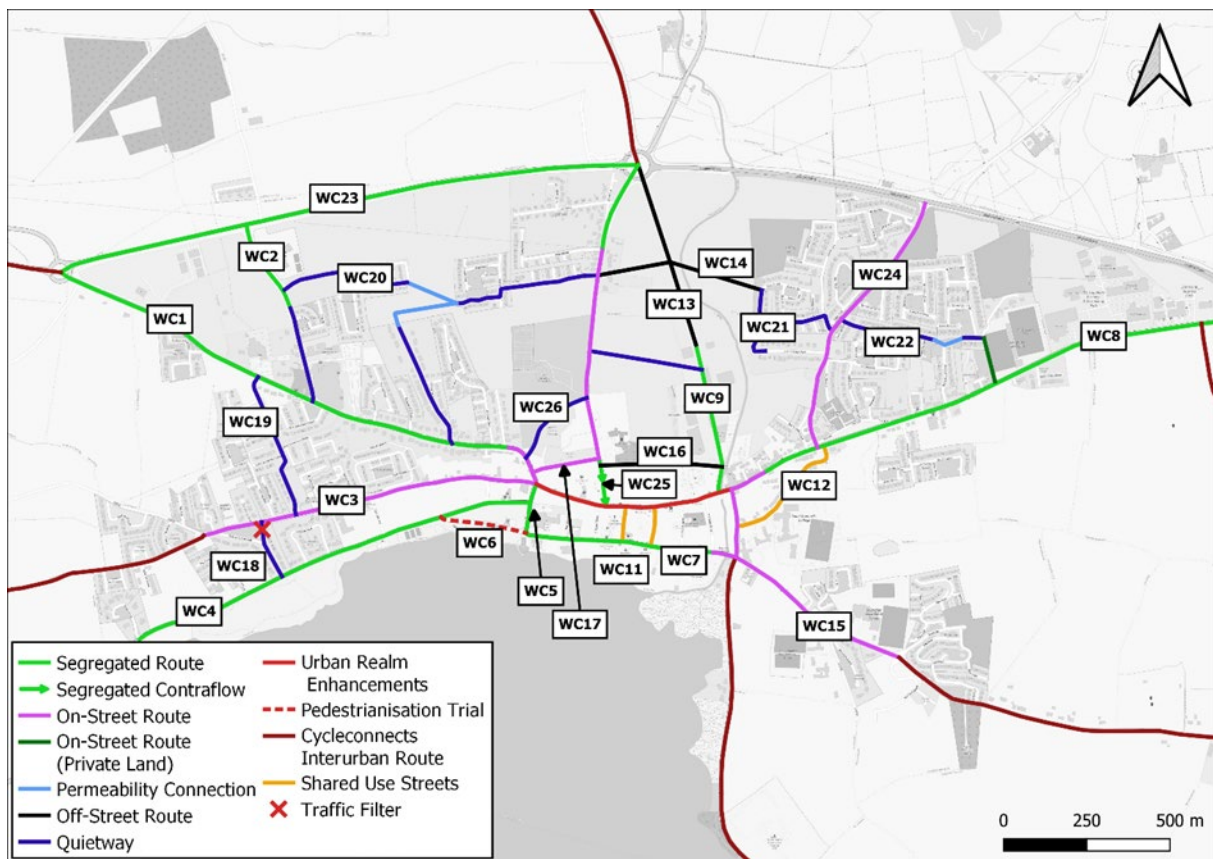 WC23
WC2
WC20
WC14
WC24
WC13
WC1
WC21
WC22
WC8
WC9
WC26
WC19
WC16
WC25
WC12
WC3
WC6
WC11
WC7
WC18
WC5
WC4
WC17
WC15
Segregated Route
Segregated Contraflow
On-Street Route
On-Street Route
(Private Land)
Permeability Connection
Off-Street Route
Quietway
Urban Realm
Enhancements
Pedestrianisation Trial
Cycleconnects
Interurban Route
Shared Use Streets
Traffic Filter
0 250 500 m